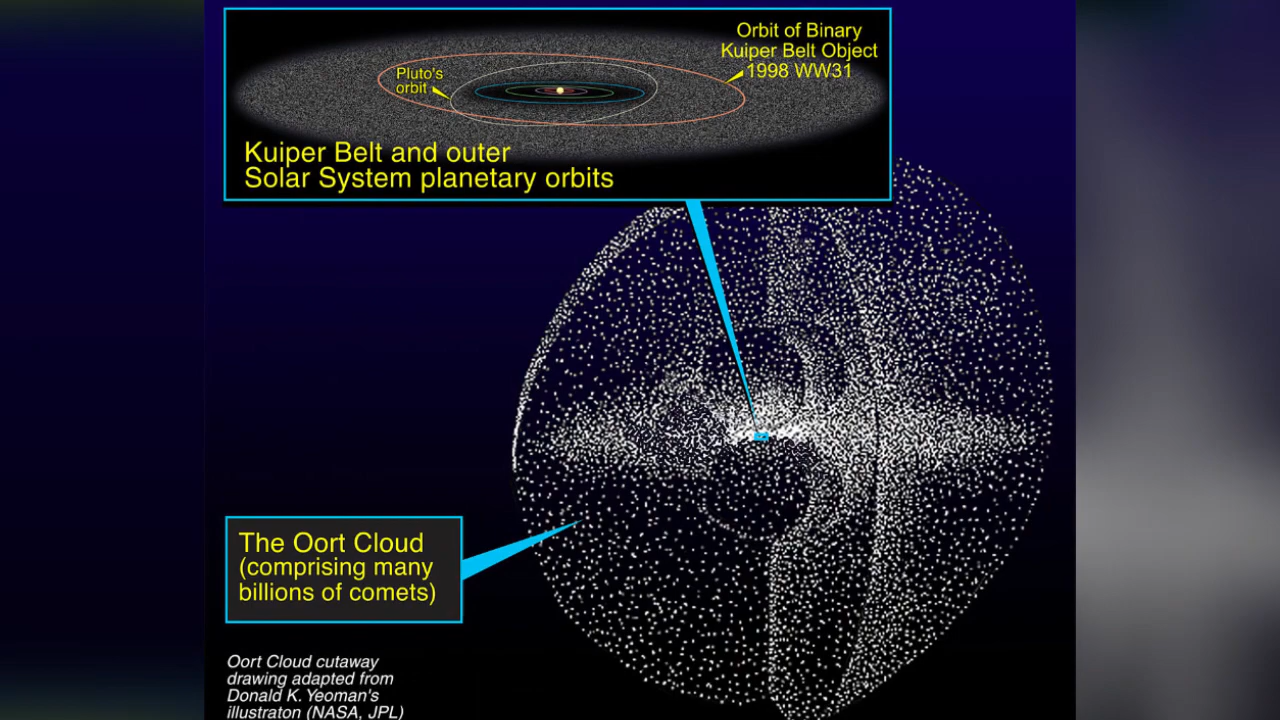 Orbit of Binary
Kuiper Belt Object
1998 WW31
Pluto's
orbit
Kuiper Belt and outer
Solar System planetary orbits
The Oort Cloud
(comprising many
billions of comets)
Oort Cloud cutaway
drawing adapted from
Donald K. Yeoman's
illustraton (NASA, JPL)